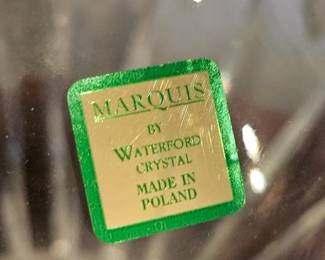 MARQUIS
BY
WATERFORD
CRYSTAL
MADE IN
POLAND